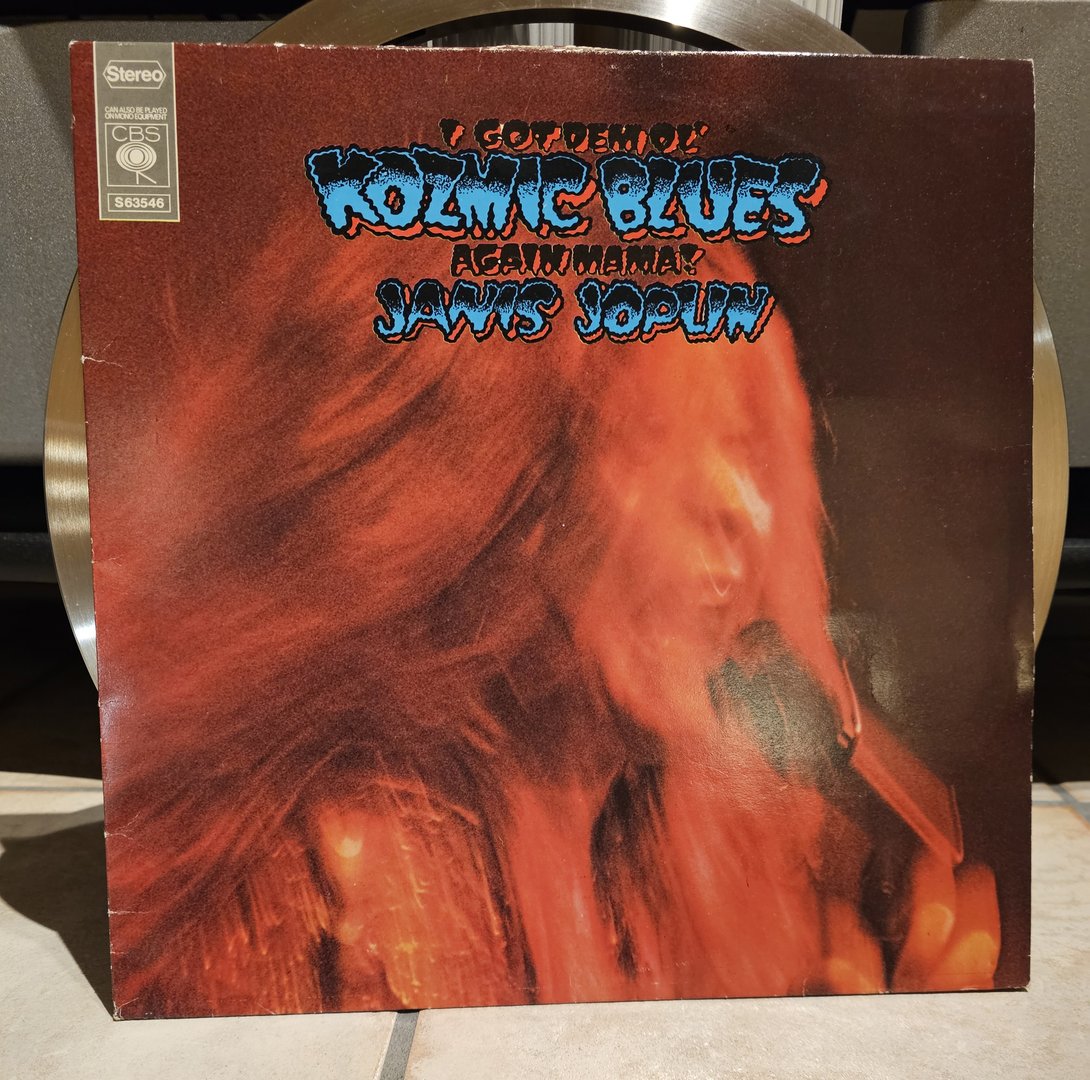 Stereo
CAN ALSO BE PLAYED
ON MONO EQUIPMENT
CBS
S63546
I GOT DEM OL'
KOZMIC BLUES
AGAIN MAMA!
JANIS JOPLIN